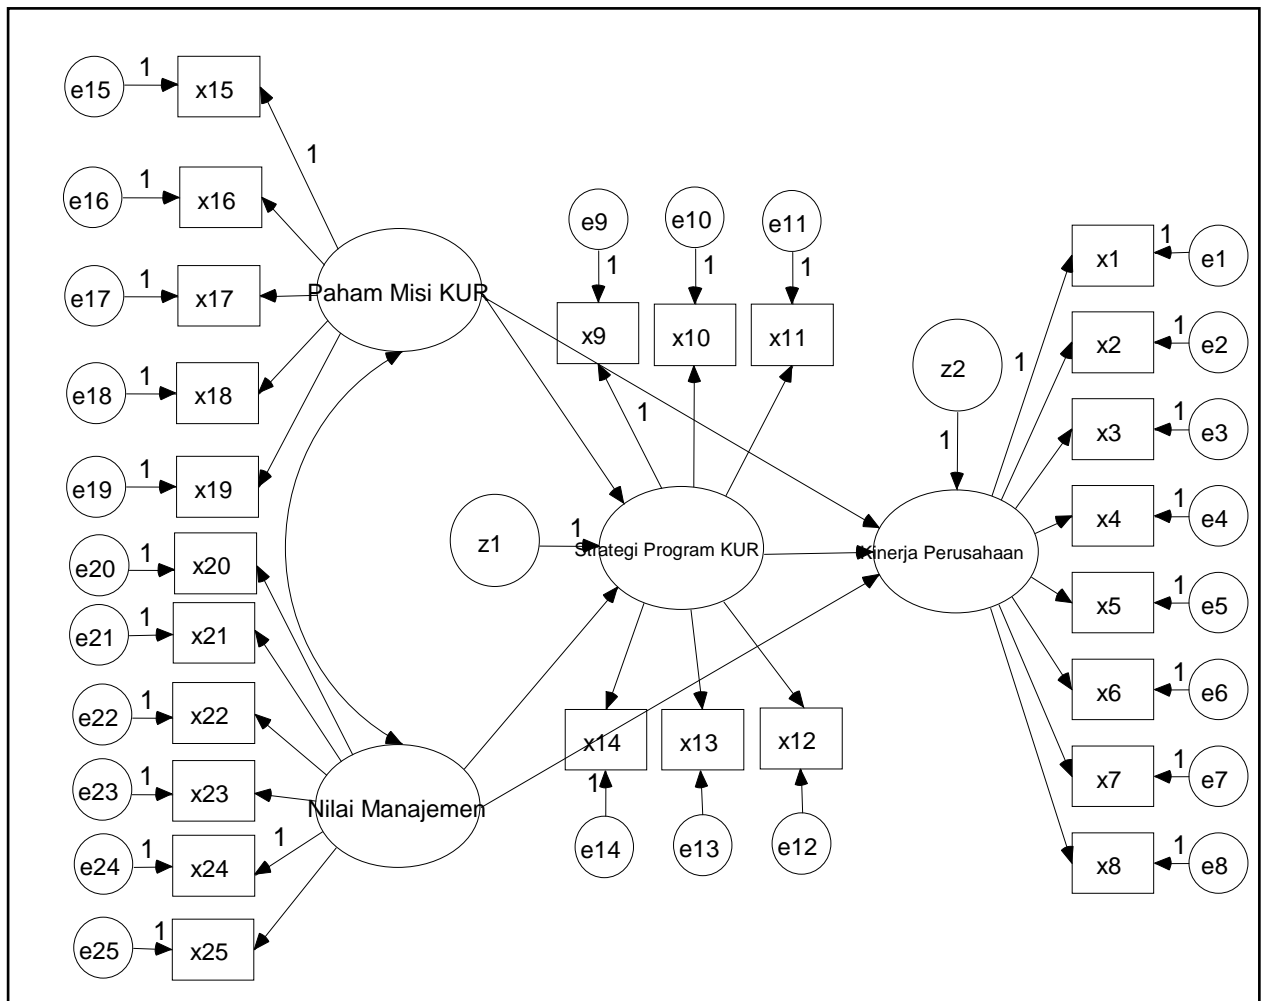 e15 1 x15
1
e16 1 x16
e17 1 x17
Paham Misi KUR
e18 1 x18
e19 1 x19
e20 1 x20
e21 1 x21
e22 1 x22
e23 1 x23
Nilai Manajemen
e24 1 x24 1
e25 1 x25
e9 e10 e11
1 1 1
x9 x10 x11
1
z1 1 Strategi Program KUR
x14 x13 x12
1
e14 e13 e12
z2
1
Kinerja Perusahaan
1
x1 1 e1
x2 1 e2
x3 1 e3
x4 1 e4
x5 1 e5
x6 1 e6
x7 1 e7
x8 1 e8